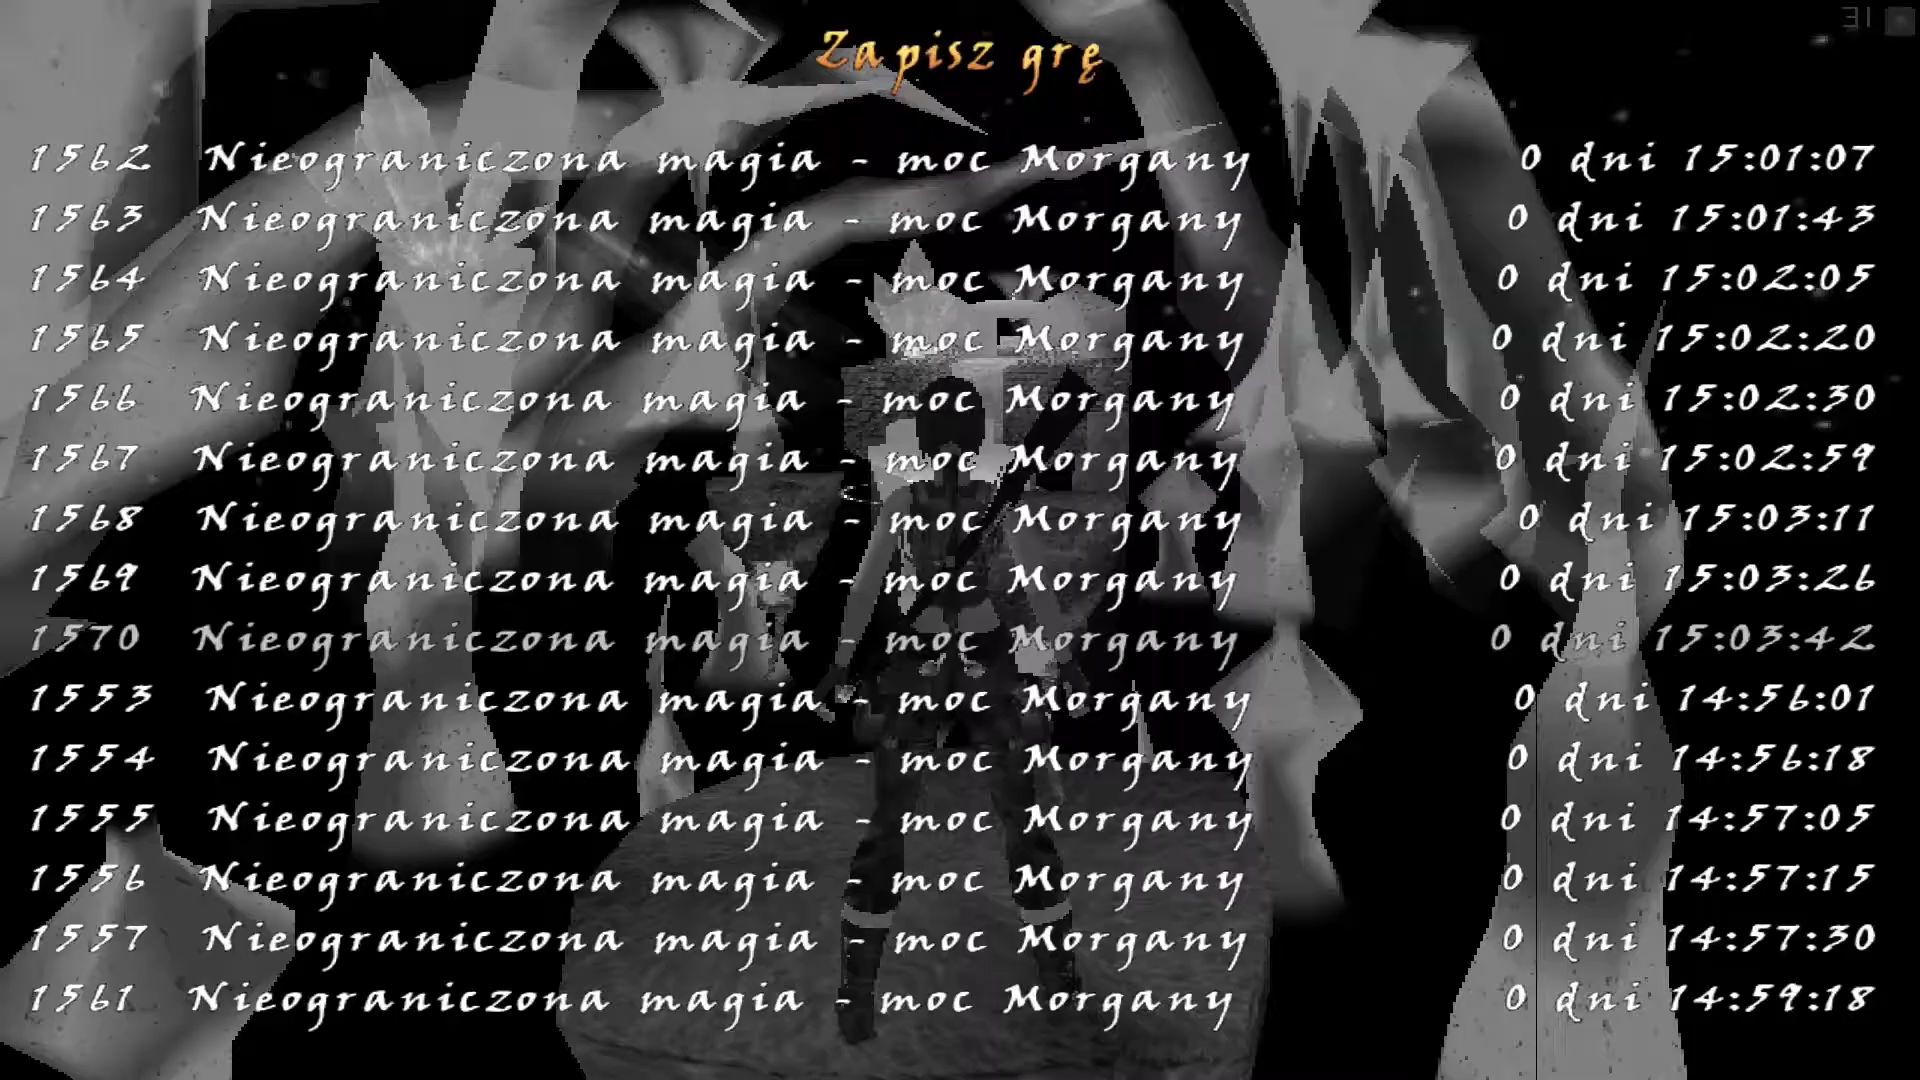 Zapisz grę
1562 Nieograniczona magia - moc Morgany 0 dni 15:01:07
1563 Nieograniczona magia - moc Morgany 0 dni 15:01:43
1564 Nieograniczona magia - moc Morgany 0 dni 15:02:05
1565 Nieograniczona magia - moc Morgany 0 dni 15:02:20
1566 Nieograniczona magia - moc Morgany 0 dni 15:02:30
1567 Nieograniczona magia - moc Morgany 0 dni 15:02:59
1568 Nieograniczona magia - moc Morgany 0 dni 15:03:11
1569 Nieograniczona magia - moc Morgany 0 dni 15:03:26
1570 Nieograniczona magia - moc Morgany 0 dni 15:03:42
1553 Nieograniczona magia - moc Morgany 0 dni 14:56:01
1554 Nieograniczona magia - moc Morgany 0 dni 14:56:18
1555 Nieograniczona magia - moc Morgany 0 dni 14:57:05
1556 Nieograniczona magia - moc Morgany 0 dni 14:57:15
1557 Nieograniczona magia - moc Morgany 0 dni 14:57:30
1561 Nieograniczona magia - moc Morgany 0 dni 14:59:18